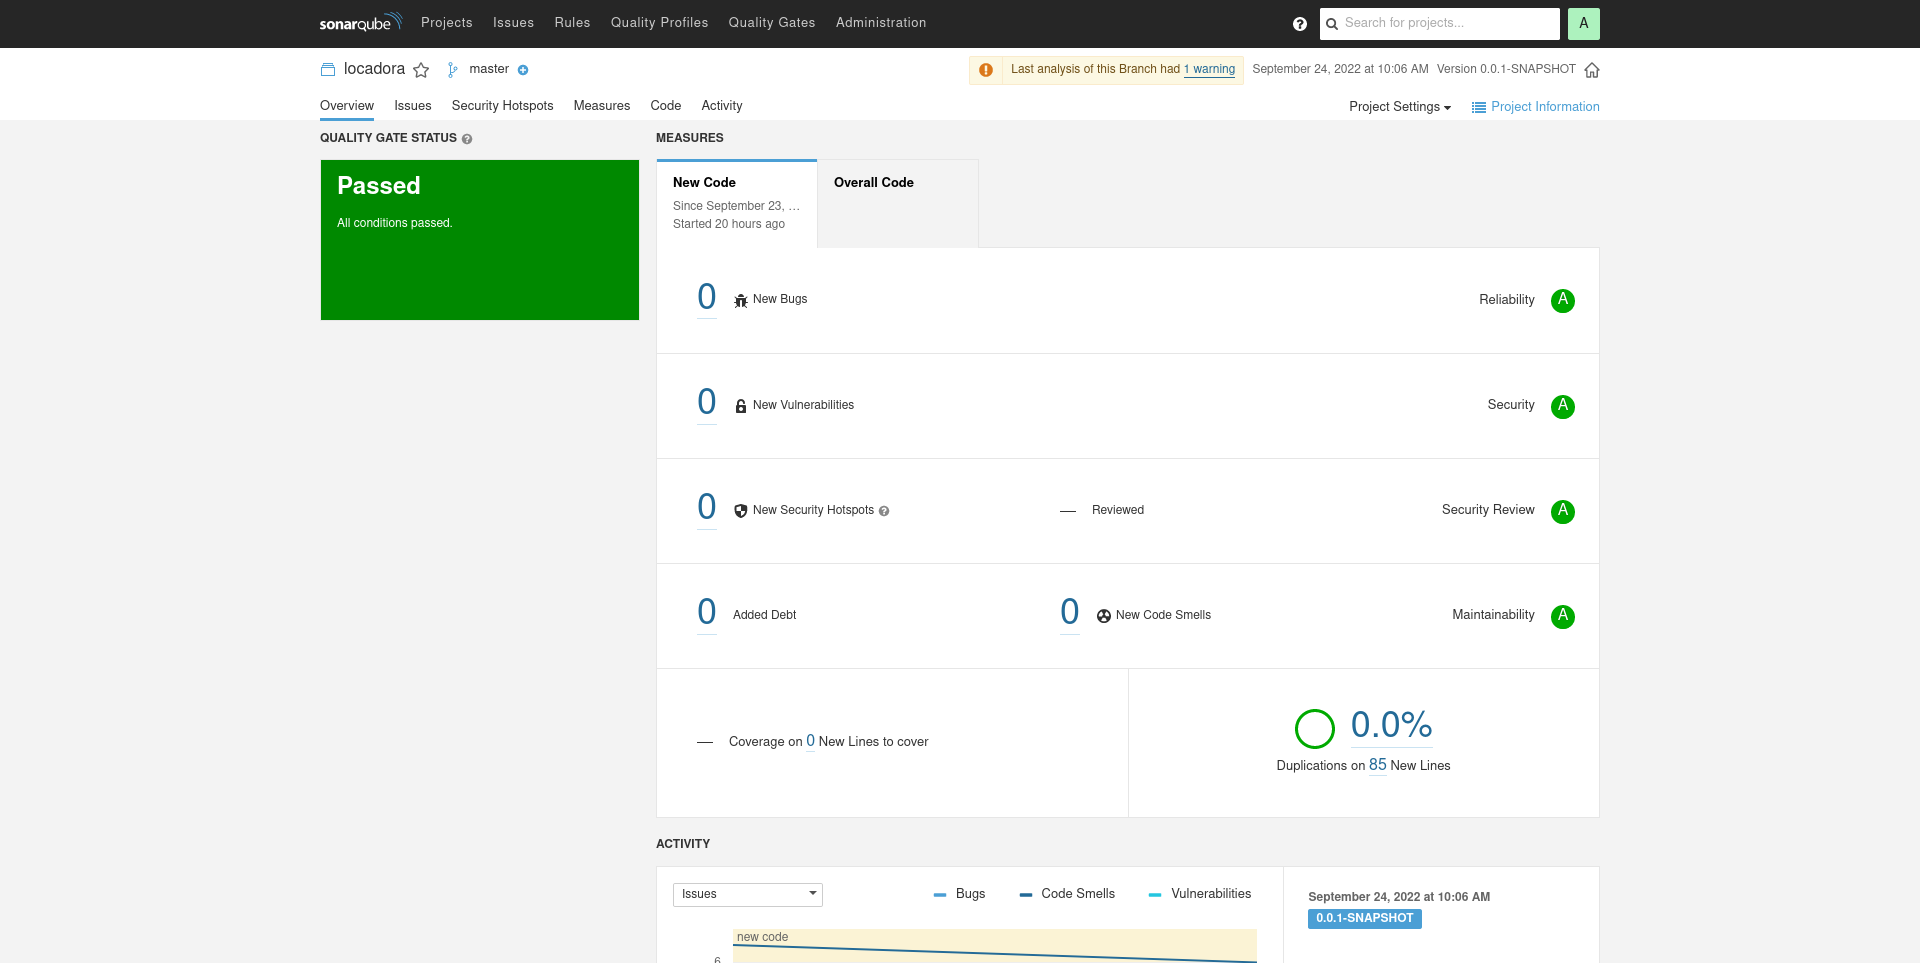 sonarqube Projects Issues Rules Quality Profiles Quality Gates Administration ? Search for projects... A
locadora master Last analysis of this Branch had 1 warning September 24, 2022 at 10:06 AM Version 0.0.1-SNAPSHOT
Overview Issues Security Hotspots Measures Code Activity Project Settings Project Information
QUALITY GATE STATUS ?
Passed
All conditions passed.
MEASURES
New Code
Since September 23, …
Started 20 hours ago
Overall Code
0 New Bugs Reliability A
0 New Vulnerabilities Security A
0 New Security Hotspots ? — Reviewed Security Review A
0 Added Debt 0 New Code Smells Maintainability A
— Coverage on 0 New Lines to cover
0.0%
Duplications on 85 New Lines
ACTIVITY
Issues Bugs Code Smells Vulnerabilities
new code
6
September 24, 2022 at 10:06 AM
0.0.1-SNAPSHOT